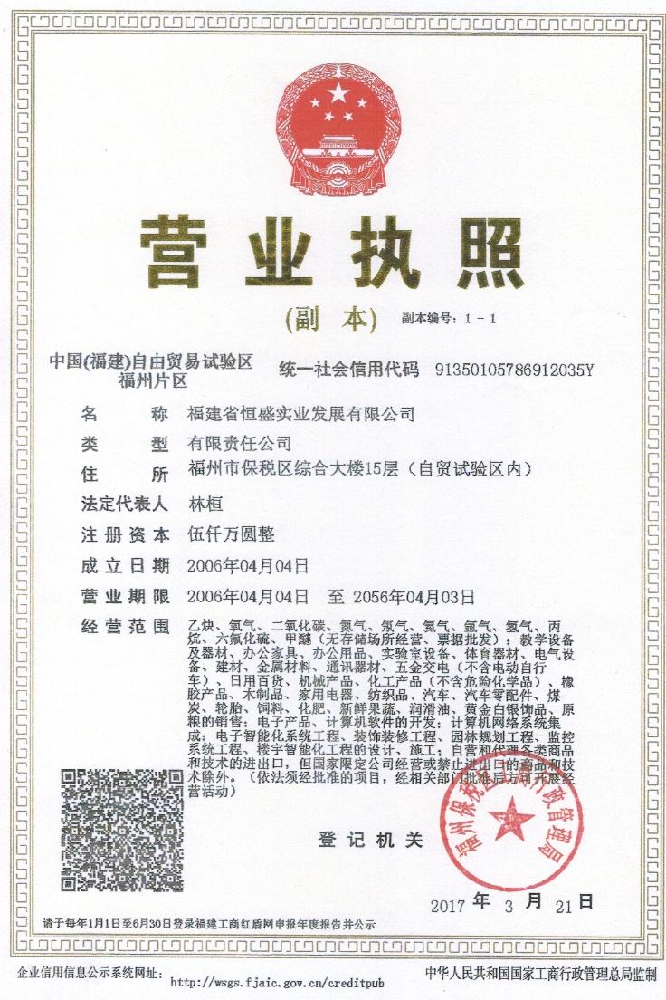 营业执照
(副 本) 副本编号：1－1
中国(福建)自由贸易试验区
福州片区
统一社会信用代码 91350105786912035Y
名称 福建省恒盛实业发展有限公司
类型 有限责任公司
住所 福州市保税区综合大楼15层（自贸试验区内）
法定代表人 林桓
注册资本 伍仟万圆整
成立日期 2006年04月04日
营业期限 2006年04月04日 至 2056年04月03日
经营范围 乙炔、氧气、二氧化碳、氮气、氖气、氦气、氩气、氢气、丙
烷、六氟化硫、甲醚（无存储场所经营、票据批发）；教学设备
及器材、办公家具、办公用品、实验室设备、体育器材、电气设
备、建材、金属材料、通讯器材、五金交电（不含电动自行
车）、日用百货、机械产品、化工产品（不含危险化学品）、橡
胶产品、木制品、家用电器、纺织品、汽车、汽车零配件、煤
炭、轮胎、饲料、化肥、新鲜果蔬、润滑油、黄金白银饰品、原
粮的销售；电子产品、计算机软件的开发；计算机网络系统集
成；电子智能化系统工程、装饰装修工程、园林规划工程、监控
系统工程、楼宇智能化工程的设计、施工；自营和代理各类商品
和技术的进出口，但国家限定公司经营或禁止进出口的商品和技
术除外。（依法须经批准的项目，经相关部门批准后方可开展经
营活动）
登记机关
福州保税区工商行政管理局
2017 年 3 月 21 日
请于每年1月1日至6月30日登录福建工商红盾网申报年度报告并公示
企业信用信息公示系统网址： http://wsgs.fjaic.gov.cn/creditpub
中华人民共和国国家工商行政管理总局监制